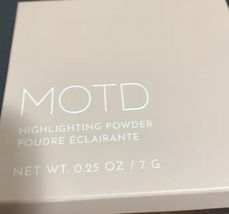 MOTD
HIGHLIGHTING POWDER
POUDRE ÉCLAIRANTE
NET WT. 0.25 OZ / 7 G